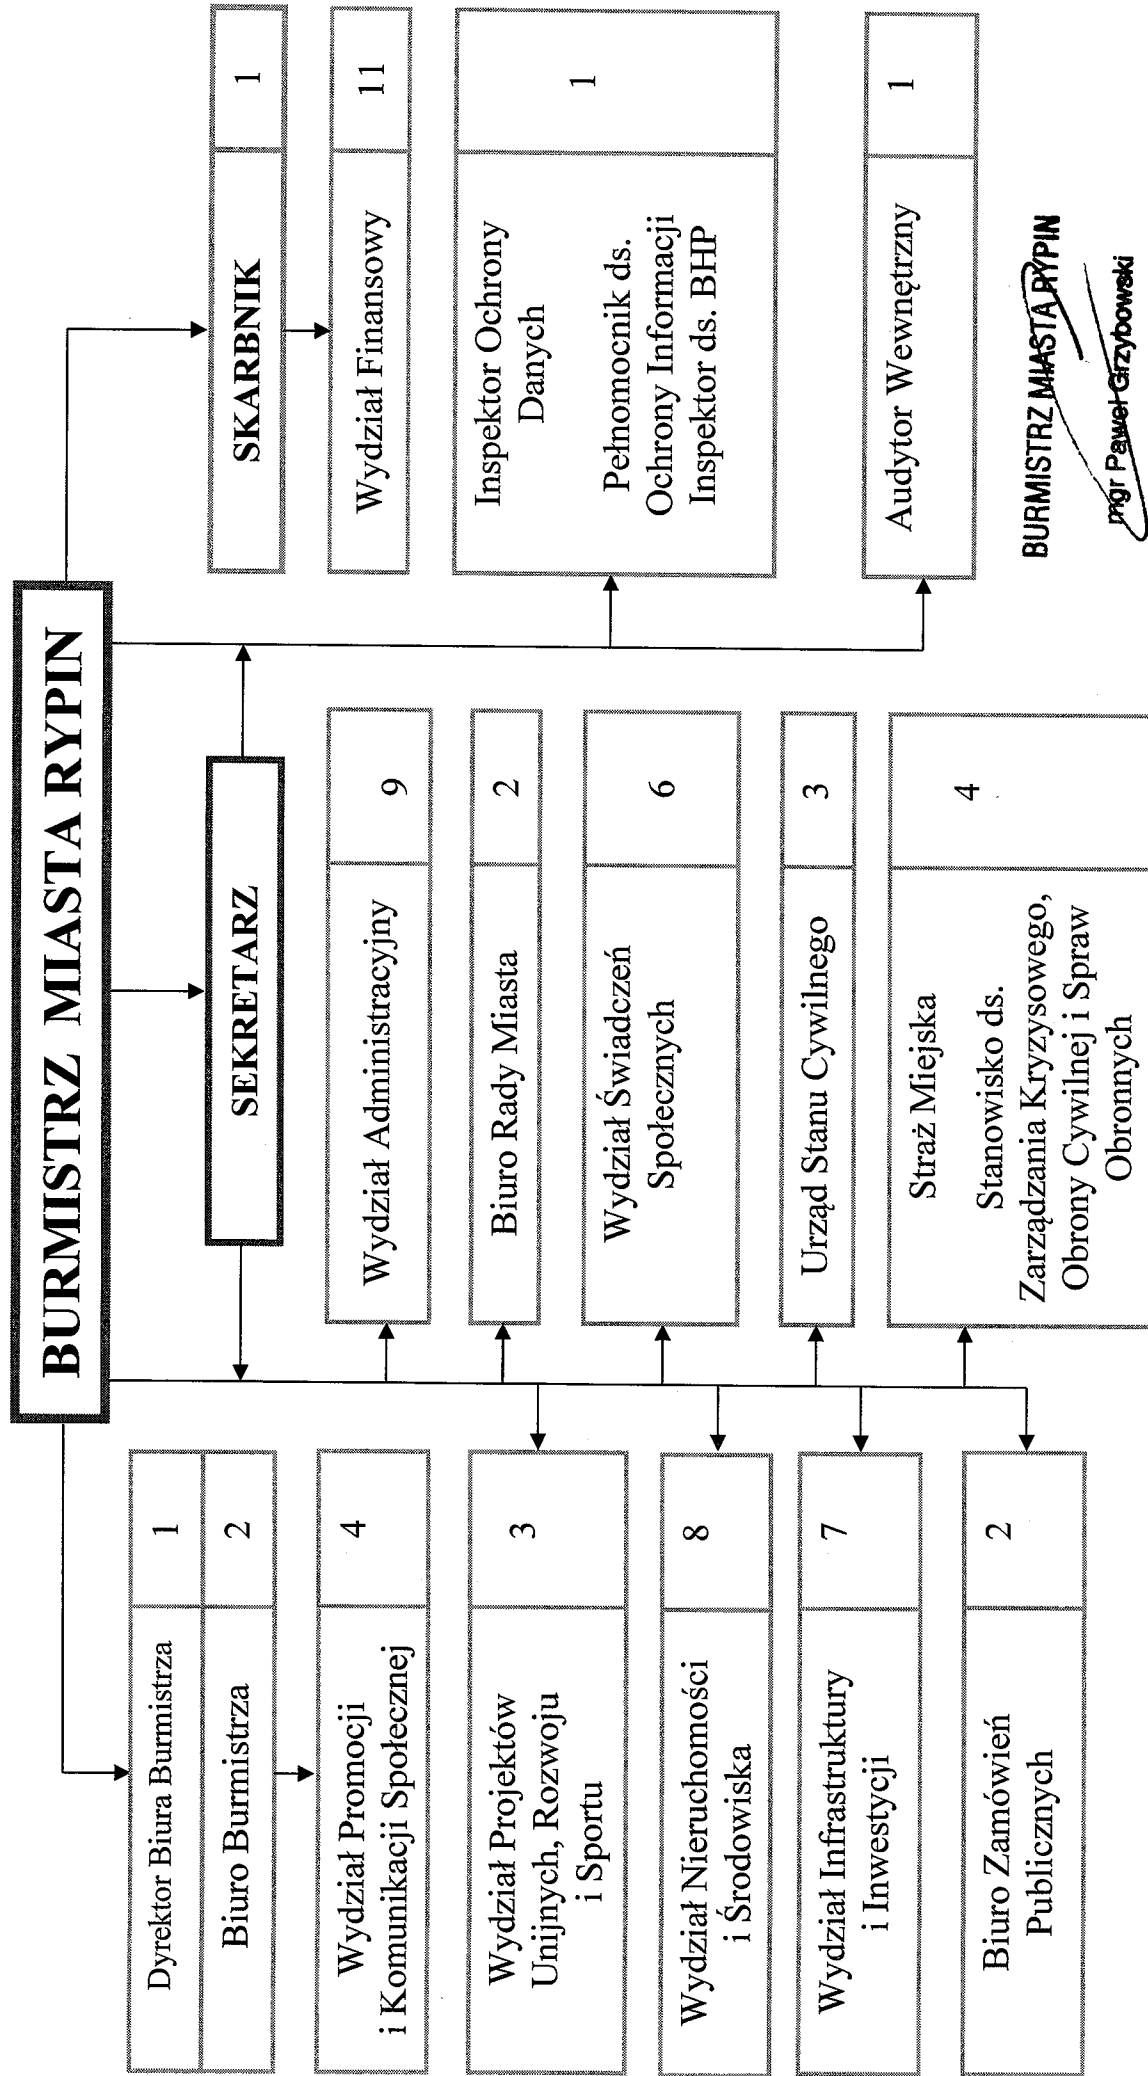 BURMISTRZ MIASTA RYPIN
Dyrektor Biura Burmistrza
1
Biuro Burmistrza
2
Wydział Promocji
i Komunikacji Społecznej
4
Wydział Projektów
Unijnych, Rozwoju
i Sportu
3
Wydział Nieruchomości
i Środowiska
8
Wydział Infrastruktury
i Inwestycji
7
Biuro Zamówień
Publicznych
2
SEKRETARZ
Wydział Administracyjny
9
Biuro Rady Miasta
2
Wydział Świadczeń
Społecznych
6
Urząd Stanu Cywilnego
3
Straż Miejska
Stanowisko ds.
Zarządzania Kryzysowego,
Obrony Cywilnej i Spraw
Obronnych
4
SKARBNIK
1
Wydział Finansowy
11
Inspektor Ochrony
Danych
Pełnomocnik ds.
Ochrony Informacji
Inspektor ds. BHP
1
Audytor Wewnętrzny
1
BURMISTRZ MIASTA RYPIN
mgr Paweł Grzybowski